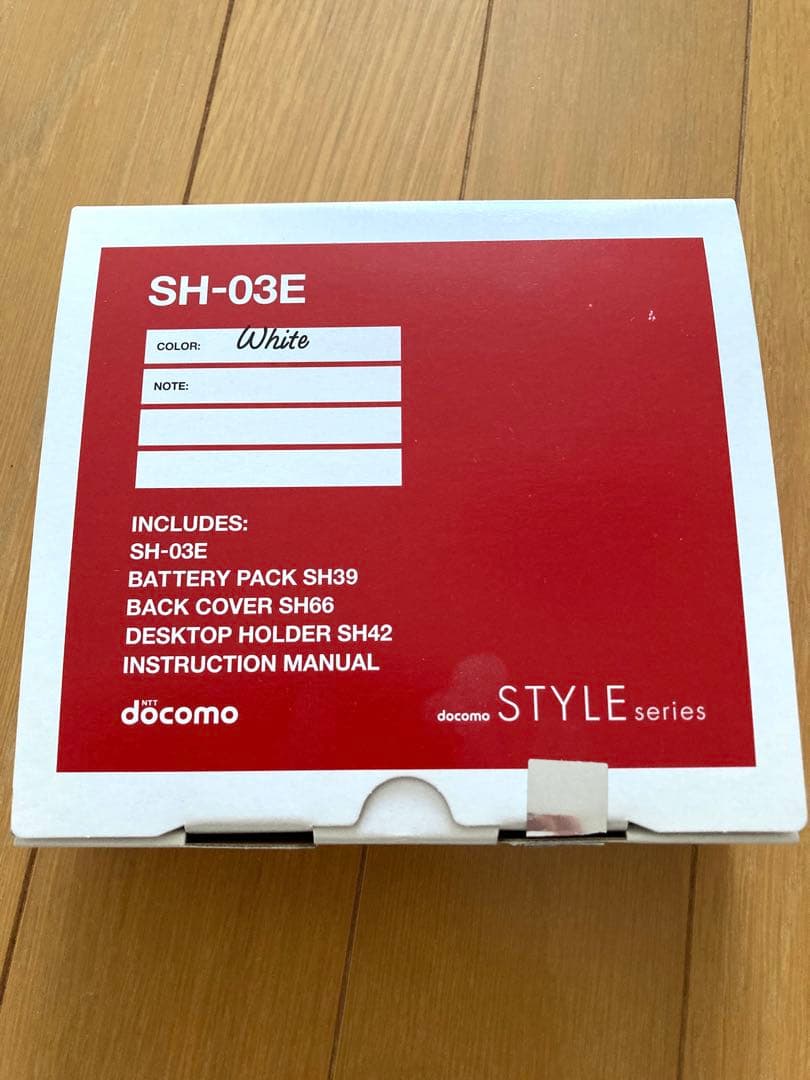 SH-03E
COLOR: White
NOTE:
INCLUDES:
SH-03E
BATTERY PACK SH39
BACK COVER SH66
DESKTOP HOLDER SH42
INSTRUCTION MANUAL
NTT
docomo
docomo STYLE series